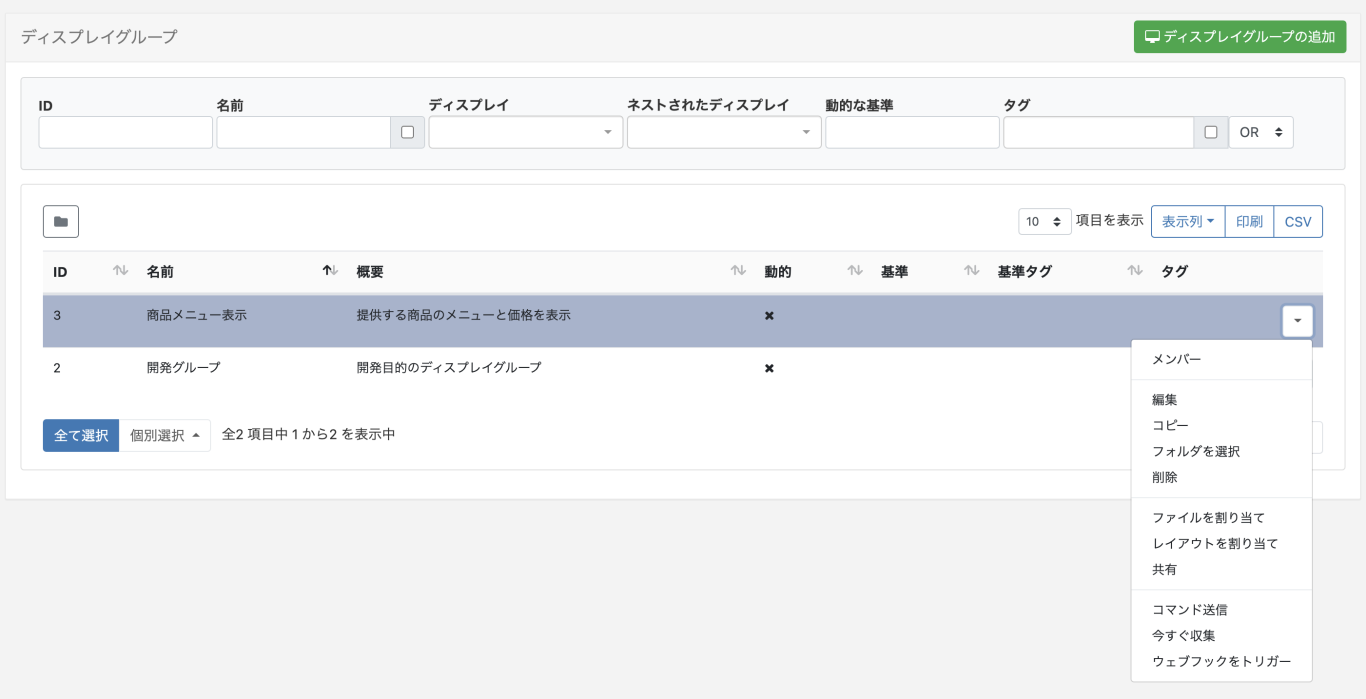 ディスプレイグループ
ディスプレイグループの追加
ID 名前 ディスプレイ ネストされたディスプレイ 動的な基準 タグ
OR
10 項目を表示 表示列 印刷 CSV
ID 名前 概要 動的 基準 基準タグ タグ
3 商品メニュー表示 提供する商品のメニューと価格を表示
2 開発グループ 開発目的のディスプレイグループ
全て選択 個別選択 全2 項目中 1 から2 を表示中
メンバー
編集
コピー
フォルダを選択
削除
ファイルを割り当て
レイアウトを割り当て
共有
コマンド送信
今すぐ収集
ウェブフックをトリガー